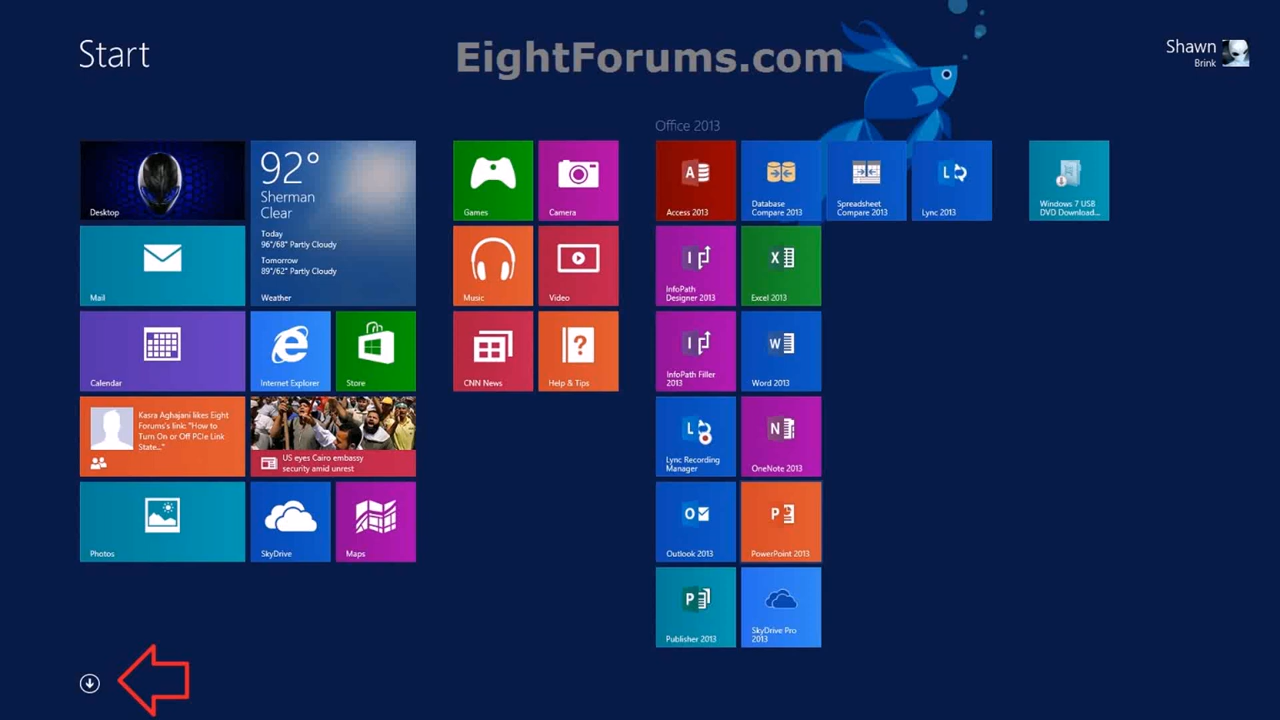 Start
EightForums.com
Shawn
Brink
Desktop
92°
Sherman
Clear
Today
96°/68° Partly Cloudy
Tomorrow
89°/62° Partly Cloudy
Weather
Mail
Calendar
Internet Explorer
Store
Kasra Aghajani likes Eight
Forums's link: "How to
Turn On or Off PCIe Link
State..."
US eyes Cairo embassy
security amid unrest
Photos
SkyDrive
Maps
Games
Camera
Music
Video
CNN News
Help & Tips
Office 2013
Access 2013
Database
Compare 2013
Spreadsheet
Compare 2013
Lync 2013
InfoPath
Designer 2013
Excel 2013
InfoPath Filler
2013
Word 2013
Lync Recording
Manager
OneNote 2013
Outlook 2013
PowerPoint 2013
Publisher 2013
SkyDrive Pro
2013
Windows 7 USB
DVD Download...